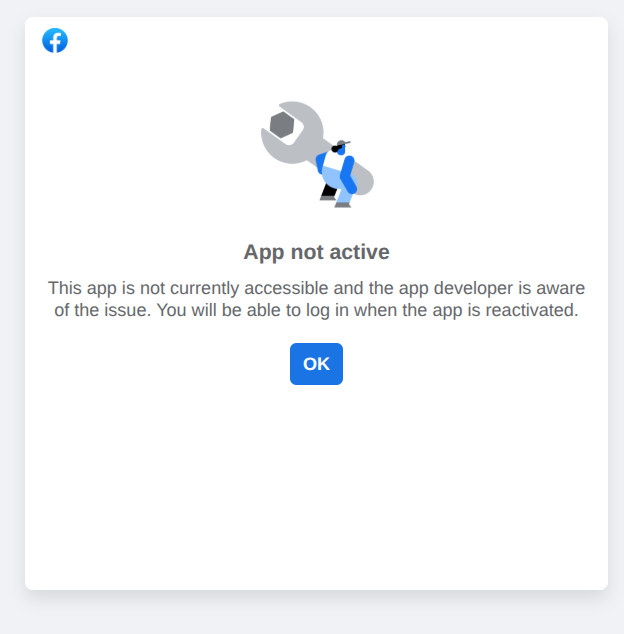 App not active
This app is not currently accessible and the app developer is aware
of the issue. You will be able to log in when the app is reactivated.
OK